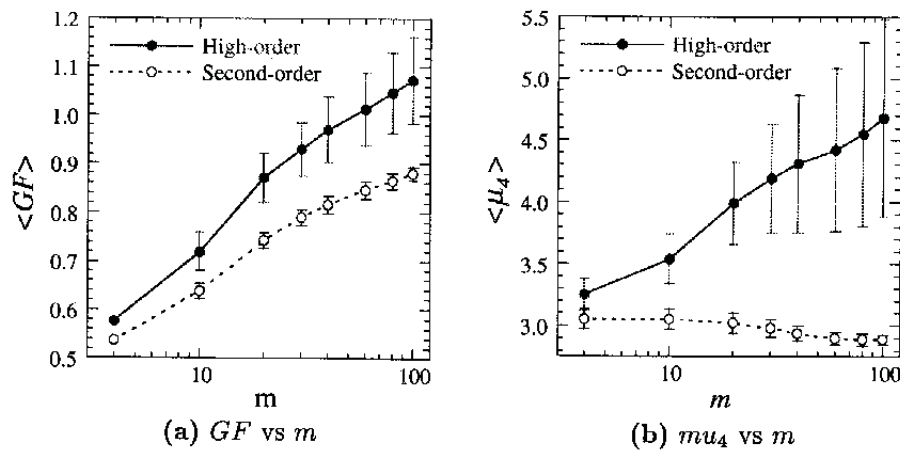 1.2
1.1
1.0
0.9
0.8
0.7
0.6
0.5
<GF>
High-order
Second-order
10
100
m
(a) GF vs m
5.5
5.0
4.5
4.0
3.5
3.0
<μ₄>
High-order
Second-order
10
100
m
(b) mu₄ vs m